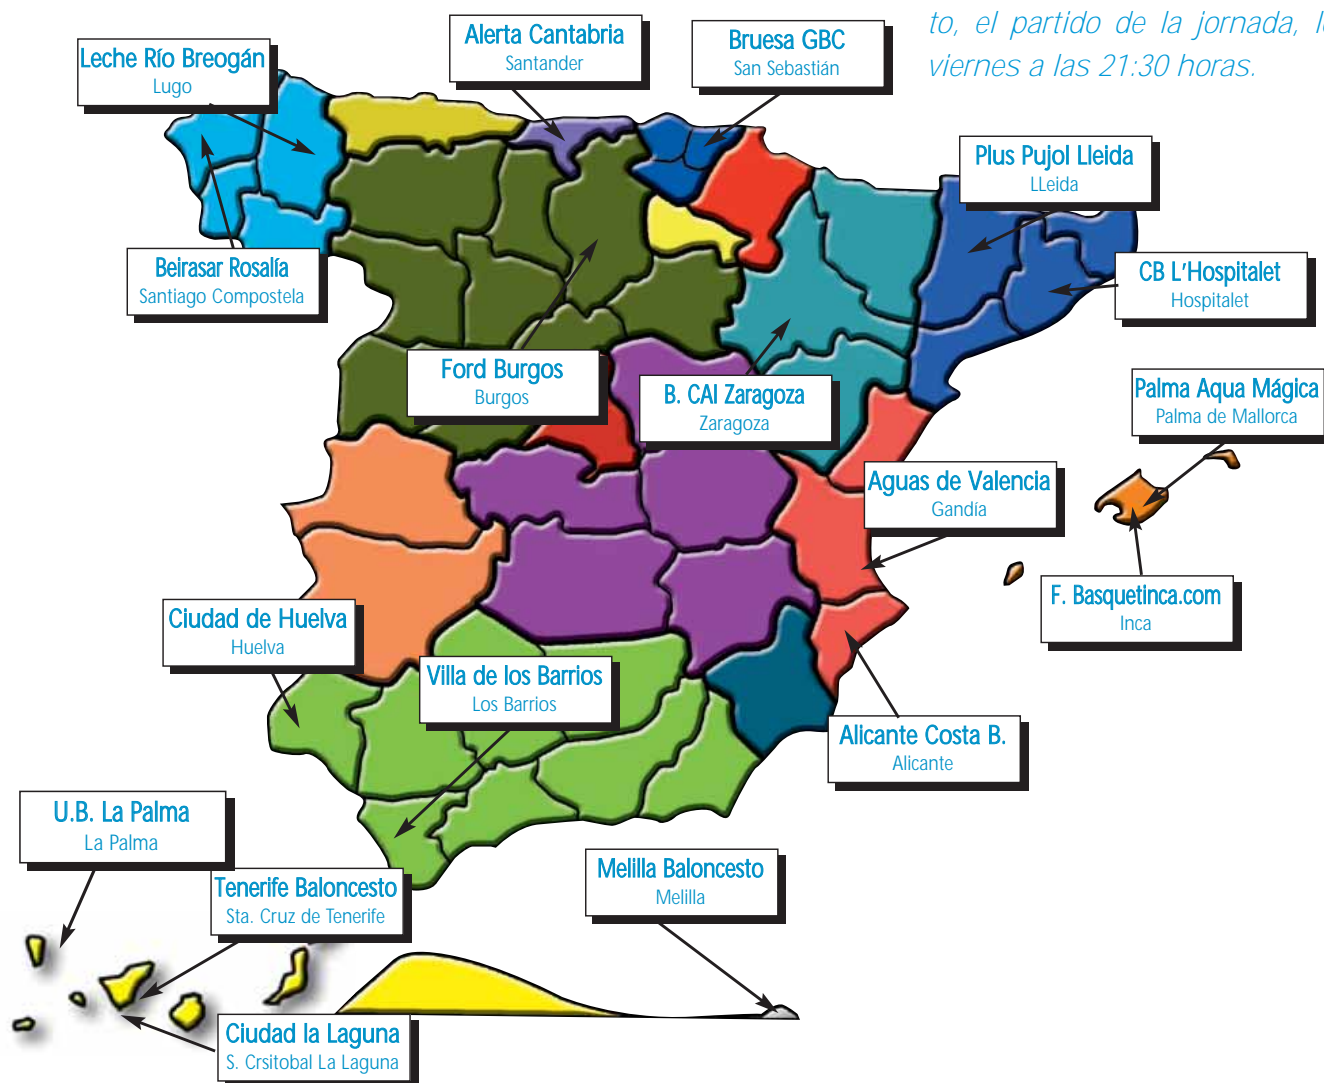 to, el partido de la jornada,
viernes a las 21:30 horas.
Alerta Cantabria
Santander
Bruesa GBC
San Sebastián
Leche Río Breogán
Lugo
Plus Pujol Lleida
LLeida
Beirasar Rosalía
Santiago Compostela
CB L'Hospitalet
Hospitalet
Ford Burgos
Burgos
B. CAI Zaragoza
Zaragoza
Palma Aqua Mágica
Palma de Mallorca
Aguas de Valencia
Gandía
F. Basquetinca.com
Inca
Ciudad de Huelva
Huelva
Villa de los Barrios
Los Barrios
Alicante Costa B.
Alicante
U.B. La Palma
La Palma
Tenerife Baloncesto
Sta. Cruz de Tenerife
Melilla Baloncesto
Melilla
Ciudad la Laguna
S. Crsitobal La Laguna